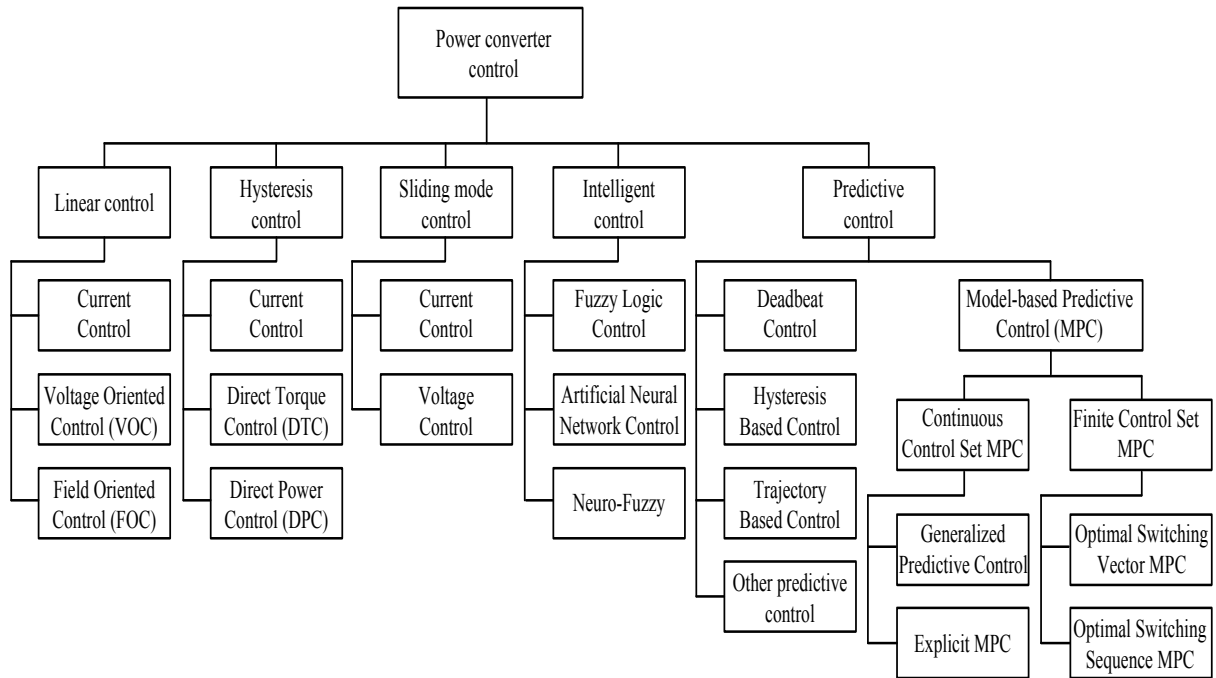 Power converter
control
Linear control
Hysteresis
control
Sliding mode
control
Intelligent
control
Predictive
control
Current
Control
Voltage Oriented
Control (VOC)
Field Oriented
Control (FOC)
Current
Control
Direct Torque
Control (DTC)
Direct Power
Control (DPC)
Current
Control
Voltage
Control
Fuzzy Logic
Control
Artificial Neural
Network Control
Neuro-Fuzzy
Deadbeat
Control
Hysteresis
Based Control
Trajectory
Based Control
Other predictive
control
Model-based Predictive
Control (MPC)
Continuous
Control Set MPC
Generalized
Predictive Control
Explicit MPC
Finite Control Set
MPC
Optimal Switching
Vector MPC
Optimal Switching
Sequence MPC